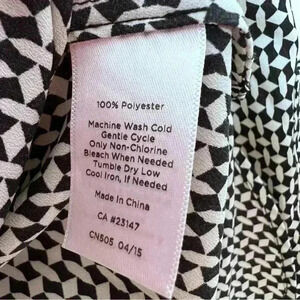 100% Polyester
Machine Wash Cold
Gentle Cycle
Only Non-Chlorine
Bleach When Needed
Tumble Dry Low
Cool Iron, If Needed
Made In China
CA #23147
CN505 04/15